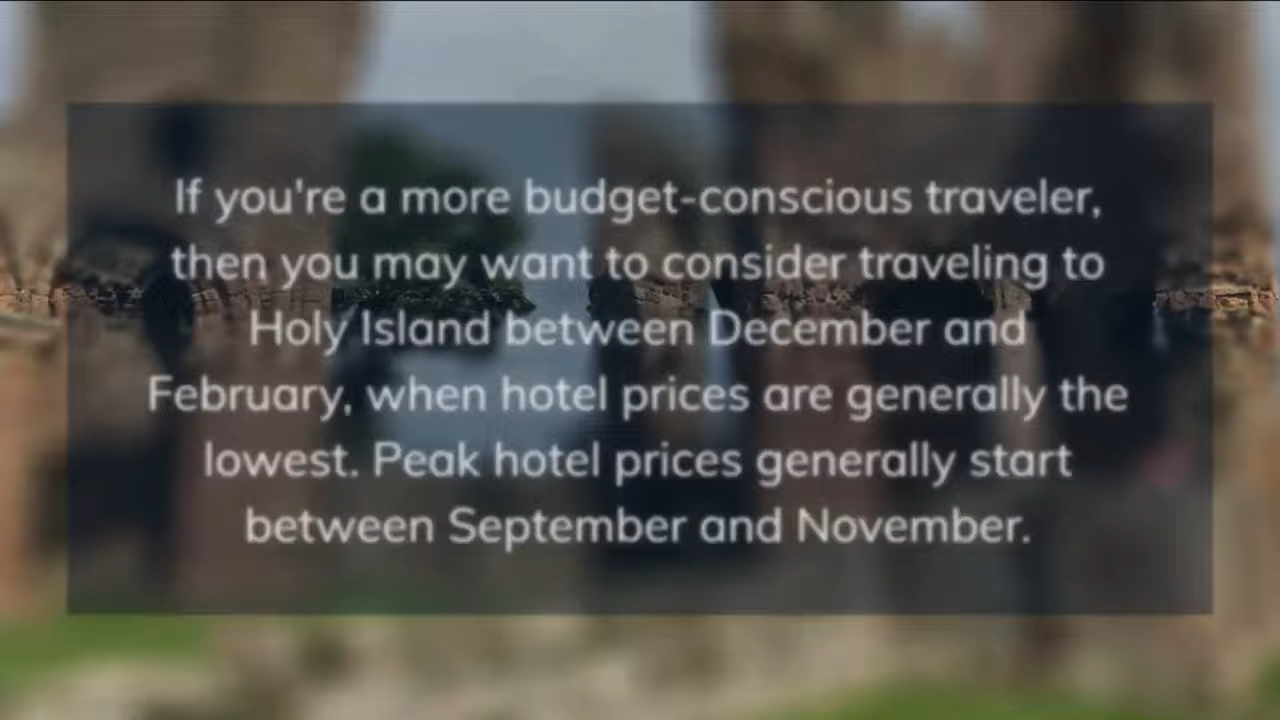 If you're a more budget-conscious traveler,
then you may want to consider traveling to
Holy Island between December and
February, when hotel prices are generally the
lowest. Peak hotel prices generally start
between September and November.